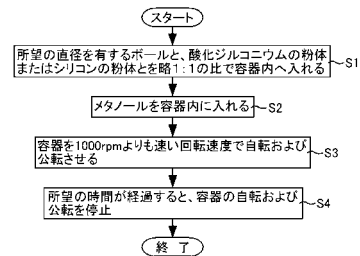 スタート
所望の直径を有するボールと、酸化ジルコニウムの粉体
またはシリコンの粉体とを略1:1の比で容器内へ入れる
S1
メタノールを容器内に入れる
S2
容器を1000rpmよりも速い回転速度で自転および
公転させる
S3
所望の時間が経過すると、容器の自転および
公転を停止
S4
終 了